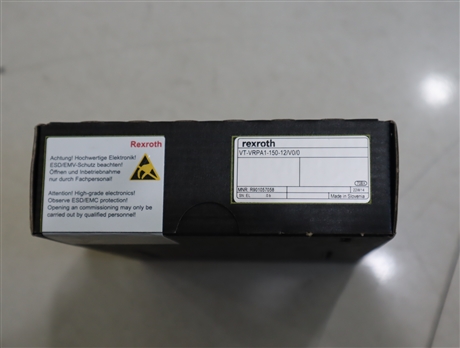 Rexroth
Achtung! Hochwertige Elektronik!
ESD/EMV-Schutz beachten!
Öffnen und Inbetriebnahme
nur durch Fachpersonal!
Attention! High-grade electronics!
Observe ESD/EMC protection!
Opening an commissioning may only be
carried out by qualified personnel!
rexroth
VT-VRPA1-150-12/V0/0
MNR: R901057058
Made in Slovenia